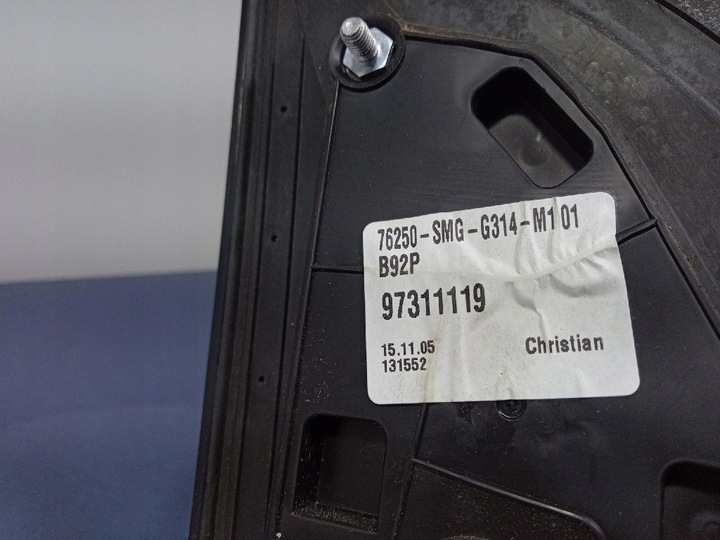 76250-SMG-G314-M1 01
B92P
97311119
15.11.05
131552
Christian